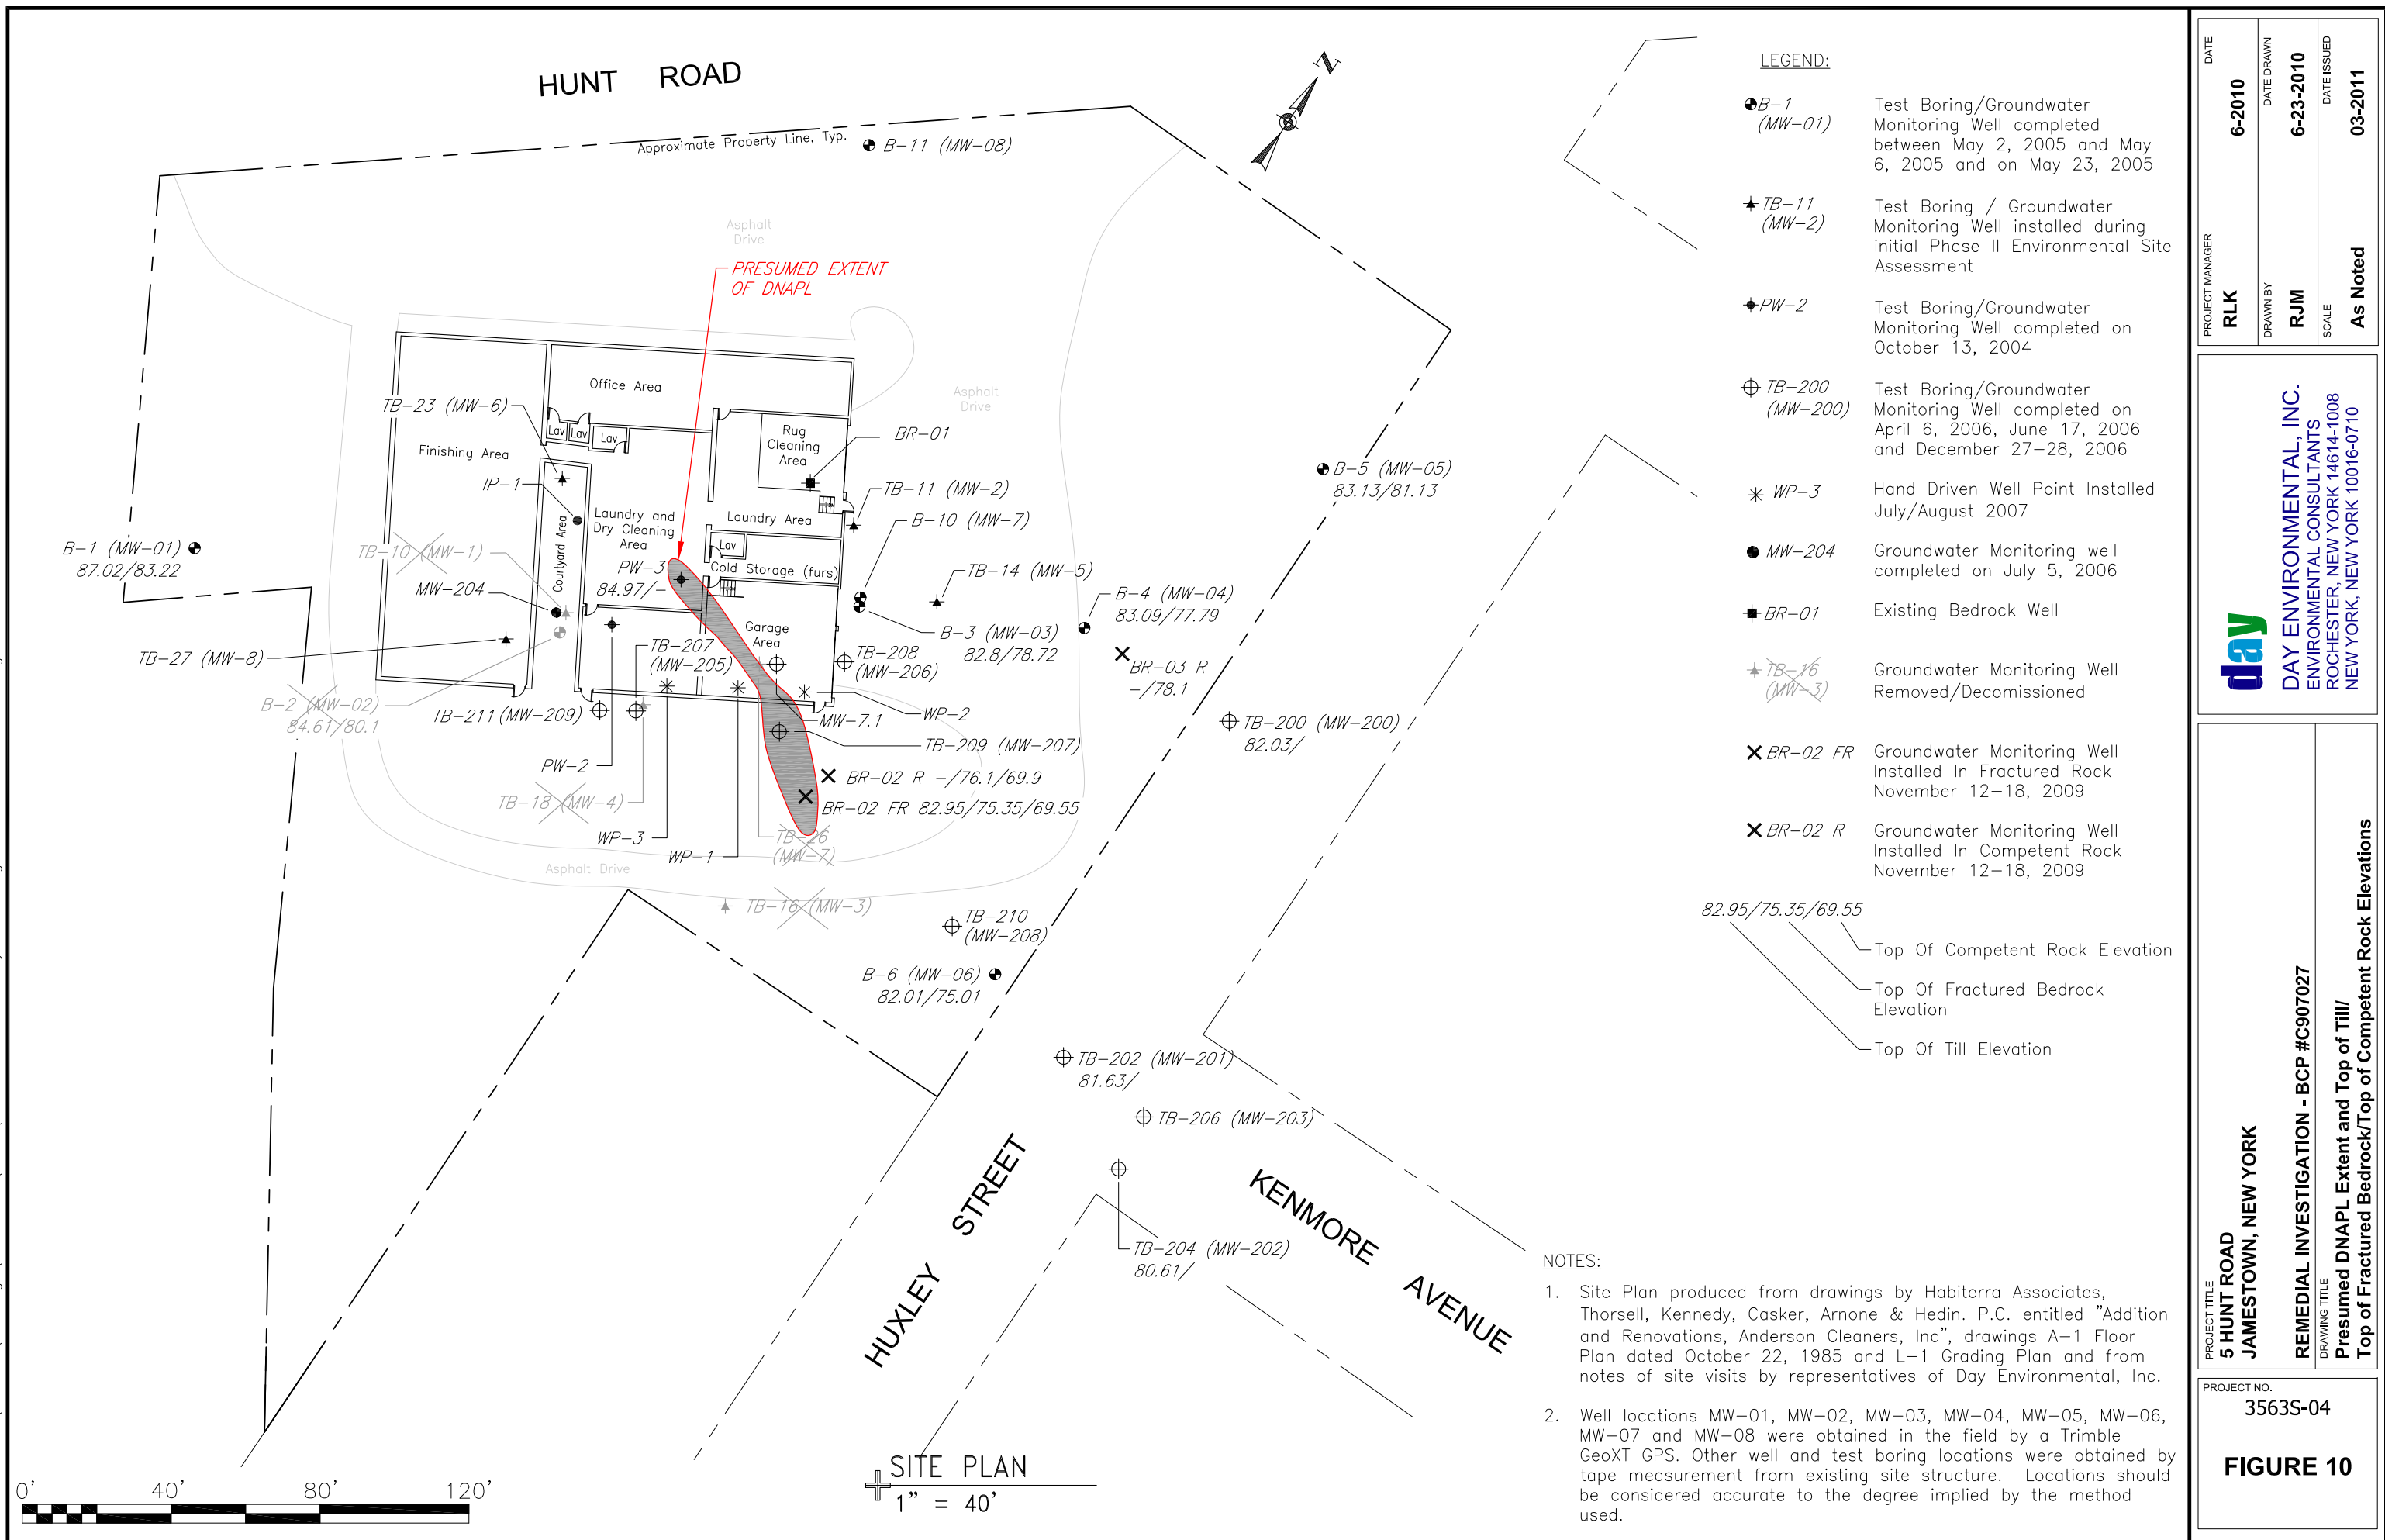 HUNT ROAD
Approximate Property Line, Typ.
B-11 (MW-08)
N
Asphalt
Drive
PRESUMED EXTENT
OF DNAPL
Office Area
Asphalt
Drive
TB-23 (MW-6)
Lav
Lav
Lav
Rug
Cleaning
Area
BR-01
Finishing Area
IP-1
TB-11 (MW-2)
Laundry and
Dry Cleaning
Area
Laundry Area
B-10 (MW-7)
B-5 (MW-05)
83.13/81.13
B-1 (MW-01)
87.02/83.22
TB-10 (MW-1)
Courtyard Area
Lav
PW-3
84.97/-
Cold Storage (furs)
TB-14 (MW-5)
MW-204
B-4 (MW-04)
83.09/77.79
Garage
Area
B-3 (MW-03)
82.8/78.72
TB-27 (MW-8)
TB-207
(MW-205)
TB-208
(MW-206)
BR-03 R
-/78.1
B-2 (MW-02)
84.61/80.1
TB-211 (MW-209)
MW-7.1
WP-2
TB-200 (MW-200)
82.03/
TB-209 (MW-207)
PW-2
BR-02 R -/76.1/69.9
TB-18 (MW-4)
BR-02 FR 82.95/75.35/69.55
WP-3
WP-1
TB-26
(MW-7)
Asphalt Drive
TB-16 (MW-3)
TB-210
(MW-208)
B-6 (MW-06)
82.01/75.01
TB-202 (MW-201)
81.63/
TB-206 (MW-203)
TB-204 (MW-202)
80.61/
HUXLEY STREET
KENMORE AVENUE
0' 40' 80' 120'
SITE PLAN
1" = 40'
LEGEND:
B-1
(MW-01)
Test Boring/Groundwater
Monitoring Well completed
between May 2, 2005 and May
6, 2005 and on May 23, 2005
TB-11
(MW-2)
Test Boring / Groundwater
Monitoring Well installed during
initial Phase II Environmental Site
Assessment
PW-2
Test Boring/Groundwater
Monitoring Well completed on
October 13, 2004
TB-200
(MW-200)
Test Boring/Groundwater
Monitoring Well completed on
April 6, 2006, June 17, 2006
and December 27-28, 2006
WP-3
Hand Driven Well Point Installed
July/August 2007
MW-204
Groundwater Monitoring well
completed on July 5, 2006
BR-01
Existing Bedrock Well
TB-16
(MW-3)
Groundwater Monitoring Well
Removed/Decomissioned
BR-02 FR
Groundwater Monitoring Well
Installed In Fractured Rock
November 12-18, 2009
BR-02 R
Groundwater Monitoring Well
Installed In Competent Rock
November 12-18, 2009
82.95/75.35/69.55
Top Of Competent Rock Elevation
Top Of Fractured Bedrock
Elevation
Top Of Till Elevation
NOTES:
1. Site Plan produced from drawings by Habiterra Associates,
Thorsell, Kennedy, Casker, Arnone & Hedin. P.C. entitled "Addition
and Renovations, Anderson Cleaners, Inc", drawings A-1 Floor
Plan dated October 22, 1985 and L-1 Grading Plan and from
notes of site visits by representatives of Day Environmental, Inc.
2. Well locations MW-01, MW-02, MW-03, MW-04, MW-05, MW-06,
MW-07 and MW-08 were obtained in the field by a Trimble
GeoXT GPS. Other well and test boring locations were obtained by
tape measurement from existing site structure. Locations should
be considered accurate to the degree implied by the method
used.
PROJECT MANAGER
RLK
DATE
6-2010
DRAWN BY
RJM
DATE DRAWN
6-23-2010
SCALE
As Noted
DATE ISSUED
03-2011
day
DAY ENVIRONMENTAL, INC.
ENVIRONMENTAL CONSULTANTS
ROCHESTER, NEW YORK 14614-1008
NEW YORK, NEW YORK 10016-0710
PROJECT TITLE
5 HUNT ROAD
JAMESTOWN, NEW YORK
REMEDIAL INVESTIGATION - BCP #C907027
DRAWING TITLE
Presumed DNAPL Extent and Top of Till/
Top of Fractured Bedrock/Top of Competent Rock Elevations
PROJECT NO.
3563S-04
FIGURE 10